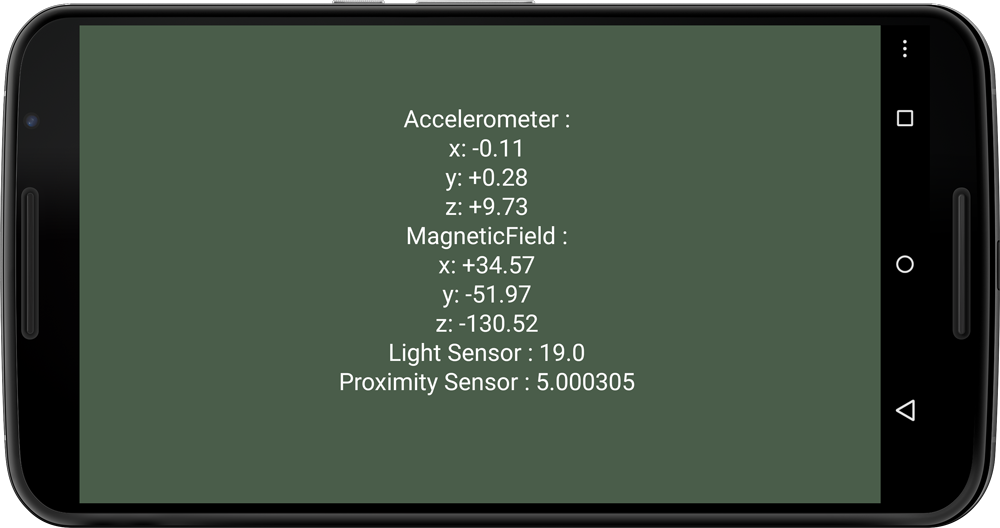 Accelerometer :
x: -0.11
y: +0.28
z: +9.73
MagneticField :
x: +34.57
y: -51.97
z: -130.52
Light Sensor : 19.0
Proximity Sensor : 5.000305